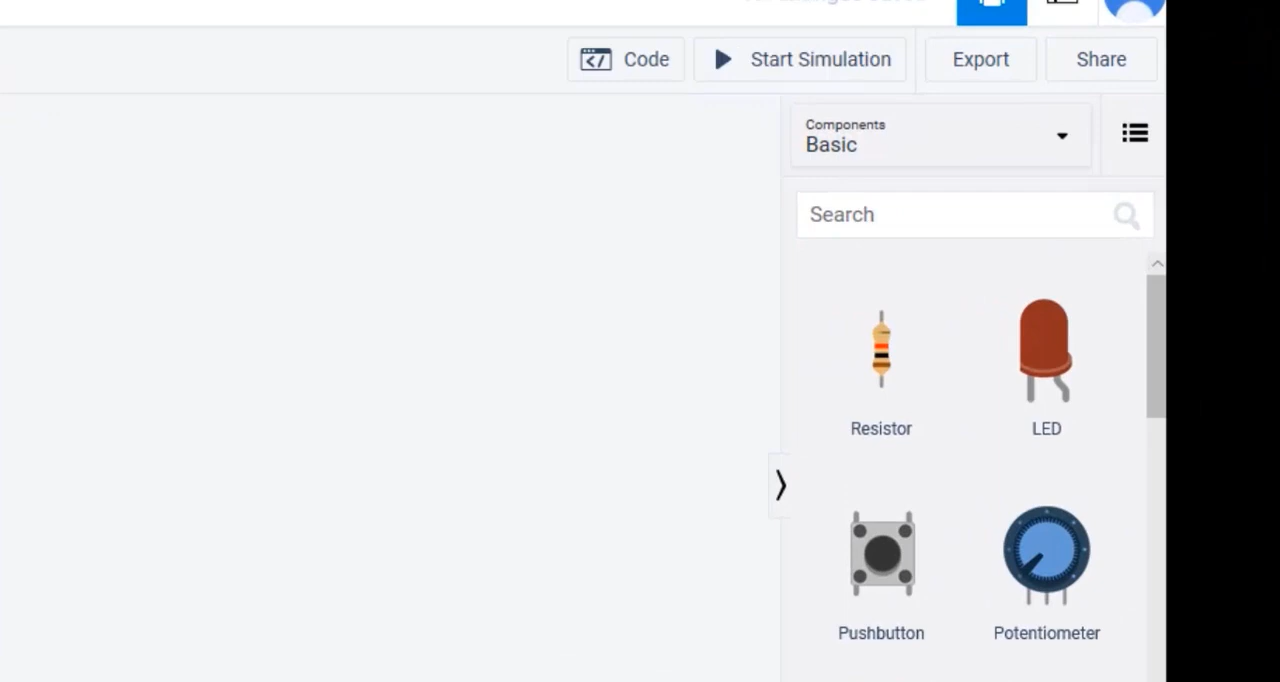 Code
Start Simulation
Export
Share
Components
Basic
Search
Resistor
LED
Pushbutton
Potentiometer